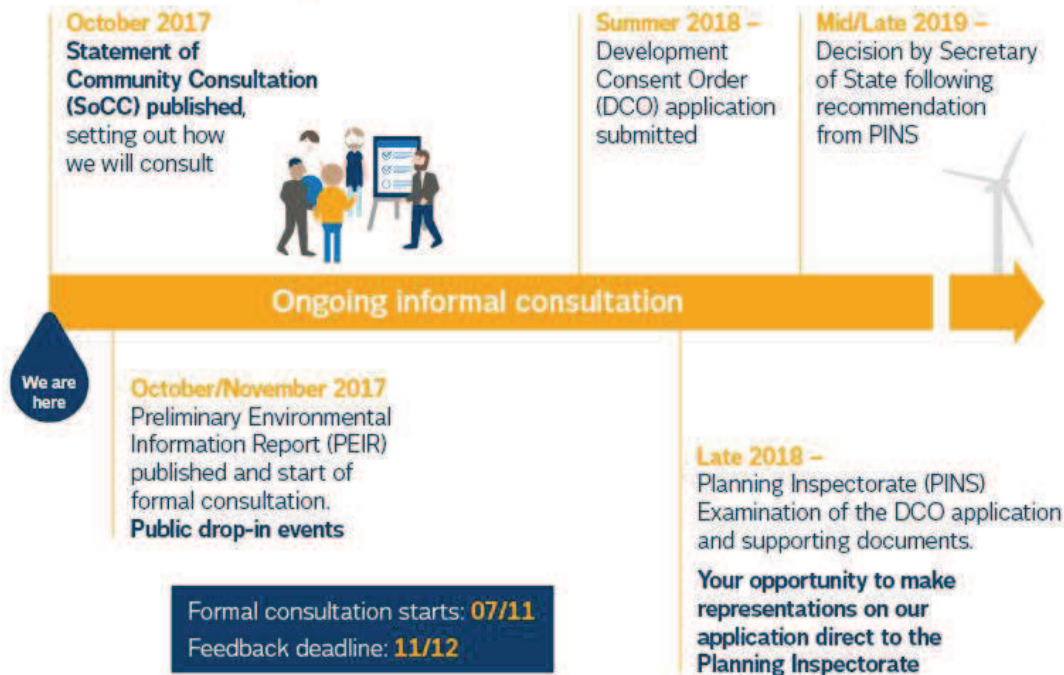 October 2017
Statement of
Community Consultation
(SoCC) published,
setting out how
we will consult
Summer 2018 –
Development
Consent Order
(DCO) application
submitted
Mid/Late 2019 –
Decision by Secretary
of State following
recommendation
from PINS
Ongoing informal consultation
We are
here
October/November 2017
Preliminary Environmental
Information Report (PEIR)
published and start of
formal consultation.
Public drop-in events
Late 2018 –
Planning Inspectorate (PINS)
Examination of the DCO application
and supporting documents.
Your opportunity to make
representations on our
application direct to the
Planning Inspectorate
Formal consultation starts: 07/11
Feedback deadline: 11/12